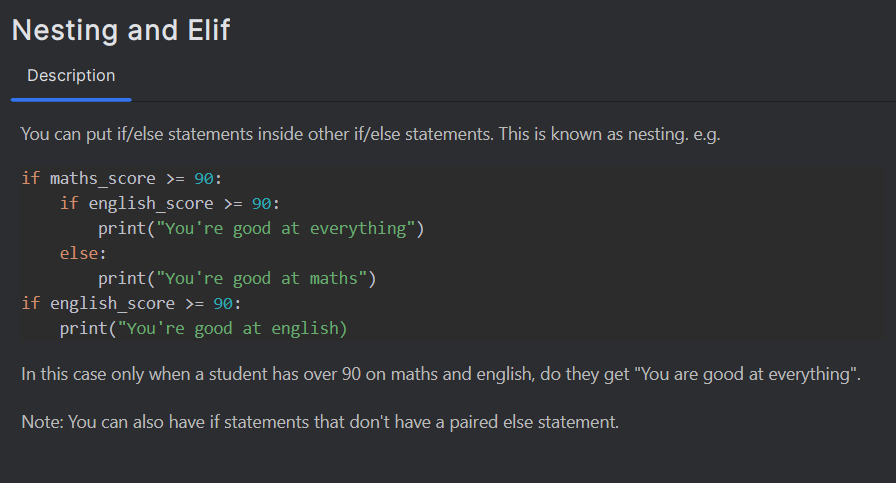 Nesting and Elif
Description
You can put if/else statements inside other if/else statements. This is known as nesting. e.g.
if maths_score >= 90:
    if english_score >= 90:
        print("You're good at everything")
    else:
        print("You're good at maths")
if english_score >= 90:
    print("You're good at english)
In this case only when a student has over 90 on maths and english, do they get "You are good at everything".
Note: You can also have if statements that don't have a paired else statement.